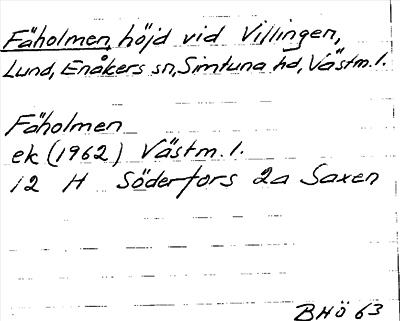 Fäholmen, höjd vid Villingen,
Lund, Enåkers sn, Simtuna hd, Västm. l.
Fäholmen
ek (1962) Västm. l.
12 H Söderfors 2a Saxen
BHÖ 63